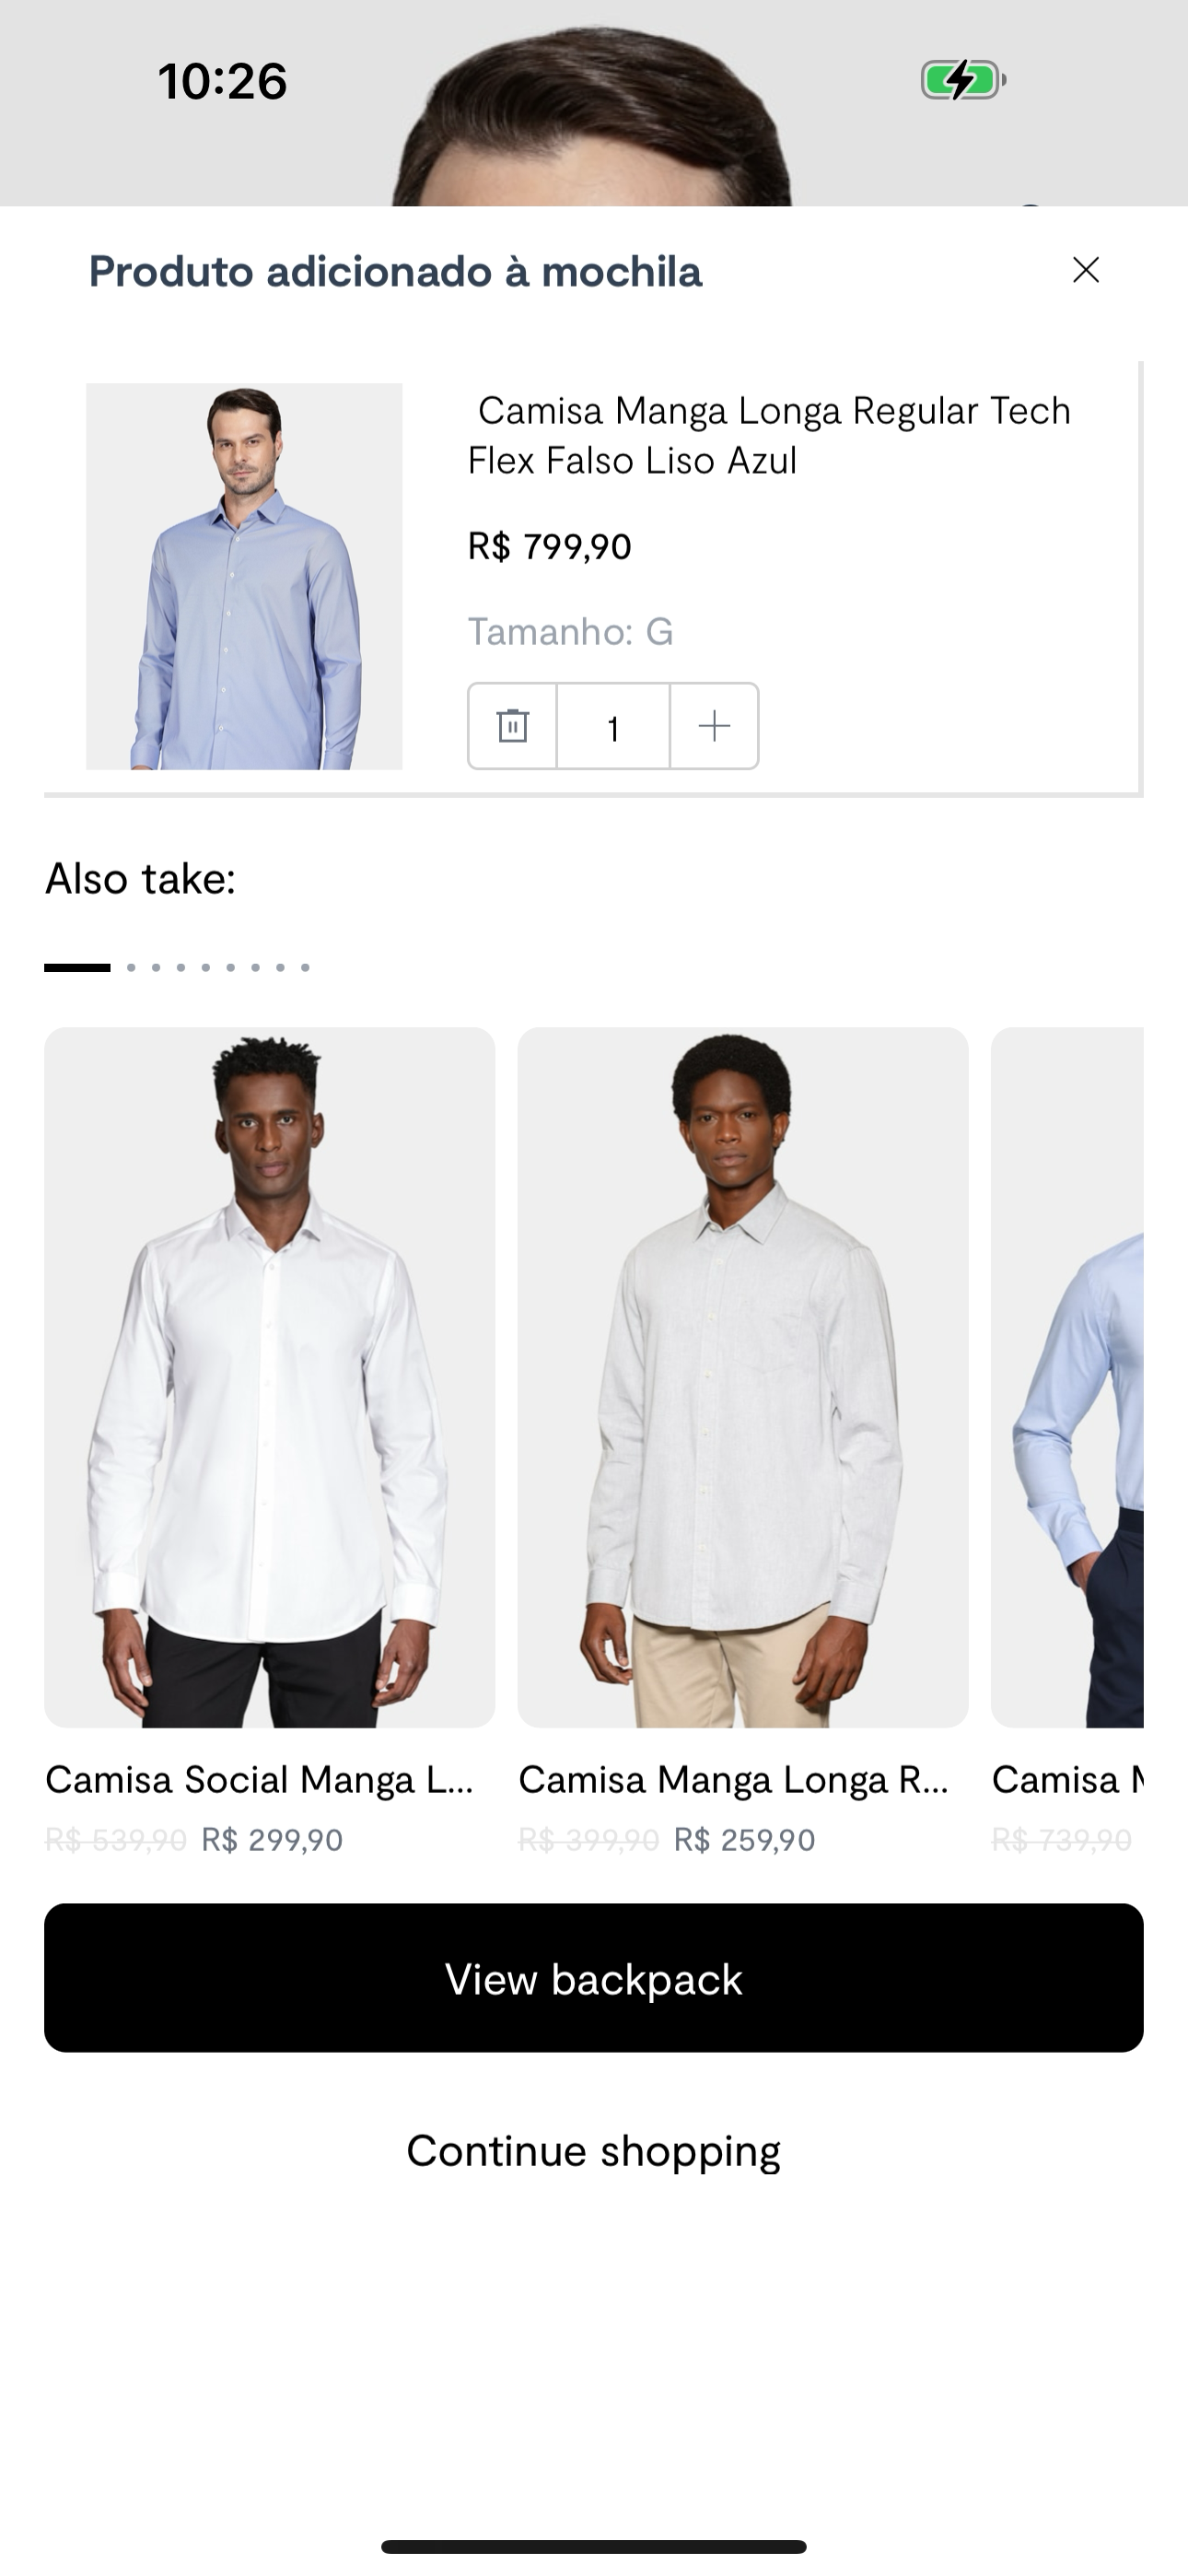 10:26
Produto adicionado à mochila
Camisa Manga Longa Regular Tech
Flex Falso Liso Azul
R$ 799,90
Tamanho: G
1
Also take:
Camisa Social Manga L...
R$ 539,90 R$ 299,90
Camisa Manga Longa R...
R$ 399,90 R$ 259,90
Camisa
R$ 739,90
View backpack
Continue shopping